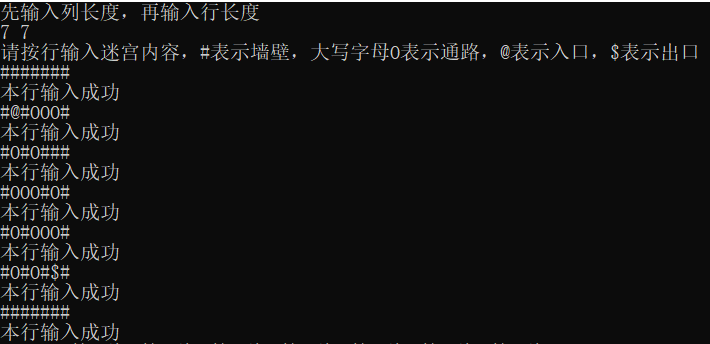 先输入列长度，再输入行长度
7 7
请按行输入迷宫内容，#表示墙壁，大写字母O表示通路，@表示入口，$表示出口
#######
本行输入成功
#@#OOO#
本行输入成功
#O#O###
本行输入成功
#OOO#O#
本行输入成功
#O#OOO#
本行输入成功
#O#O#$#
本行输入成功
#######
本行输入成功